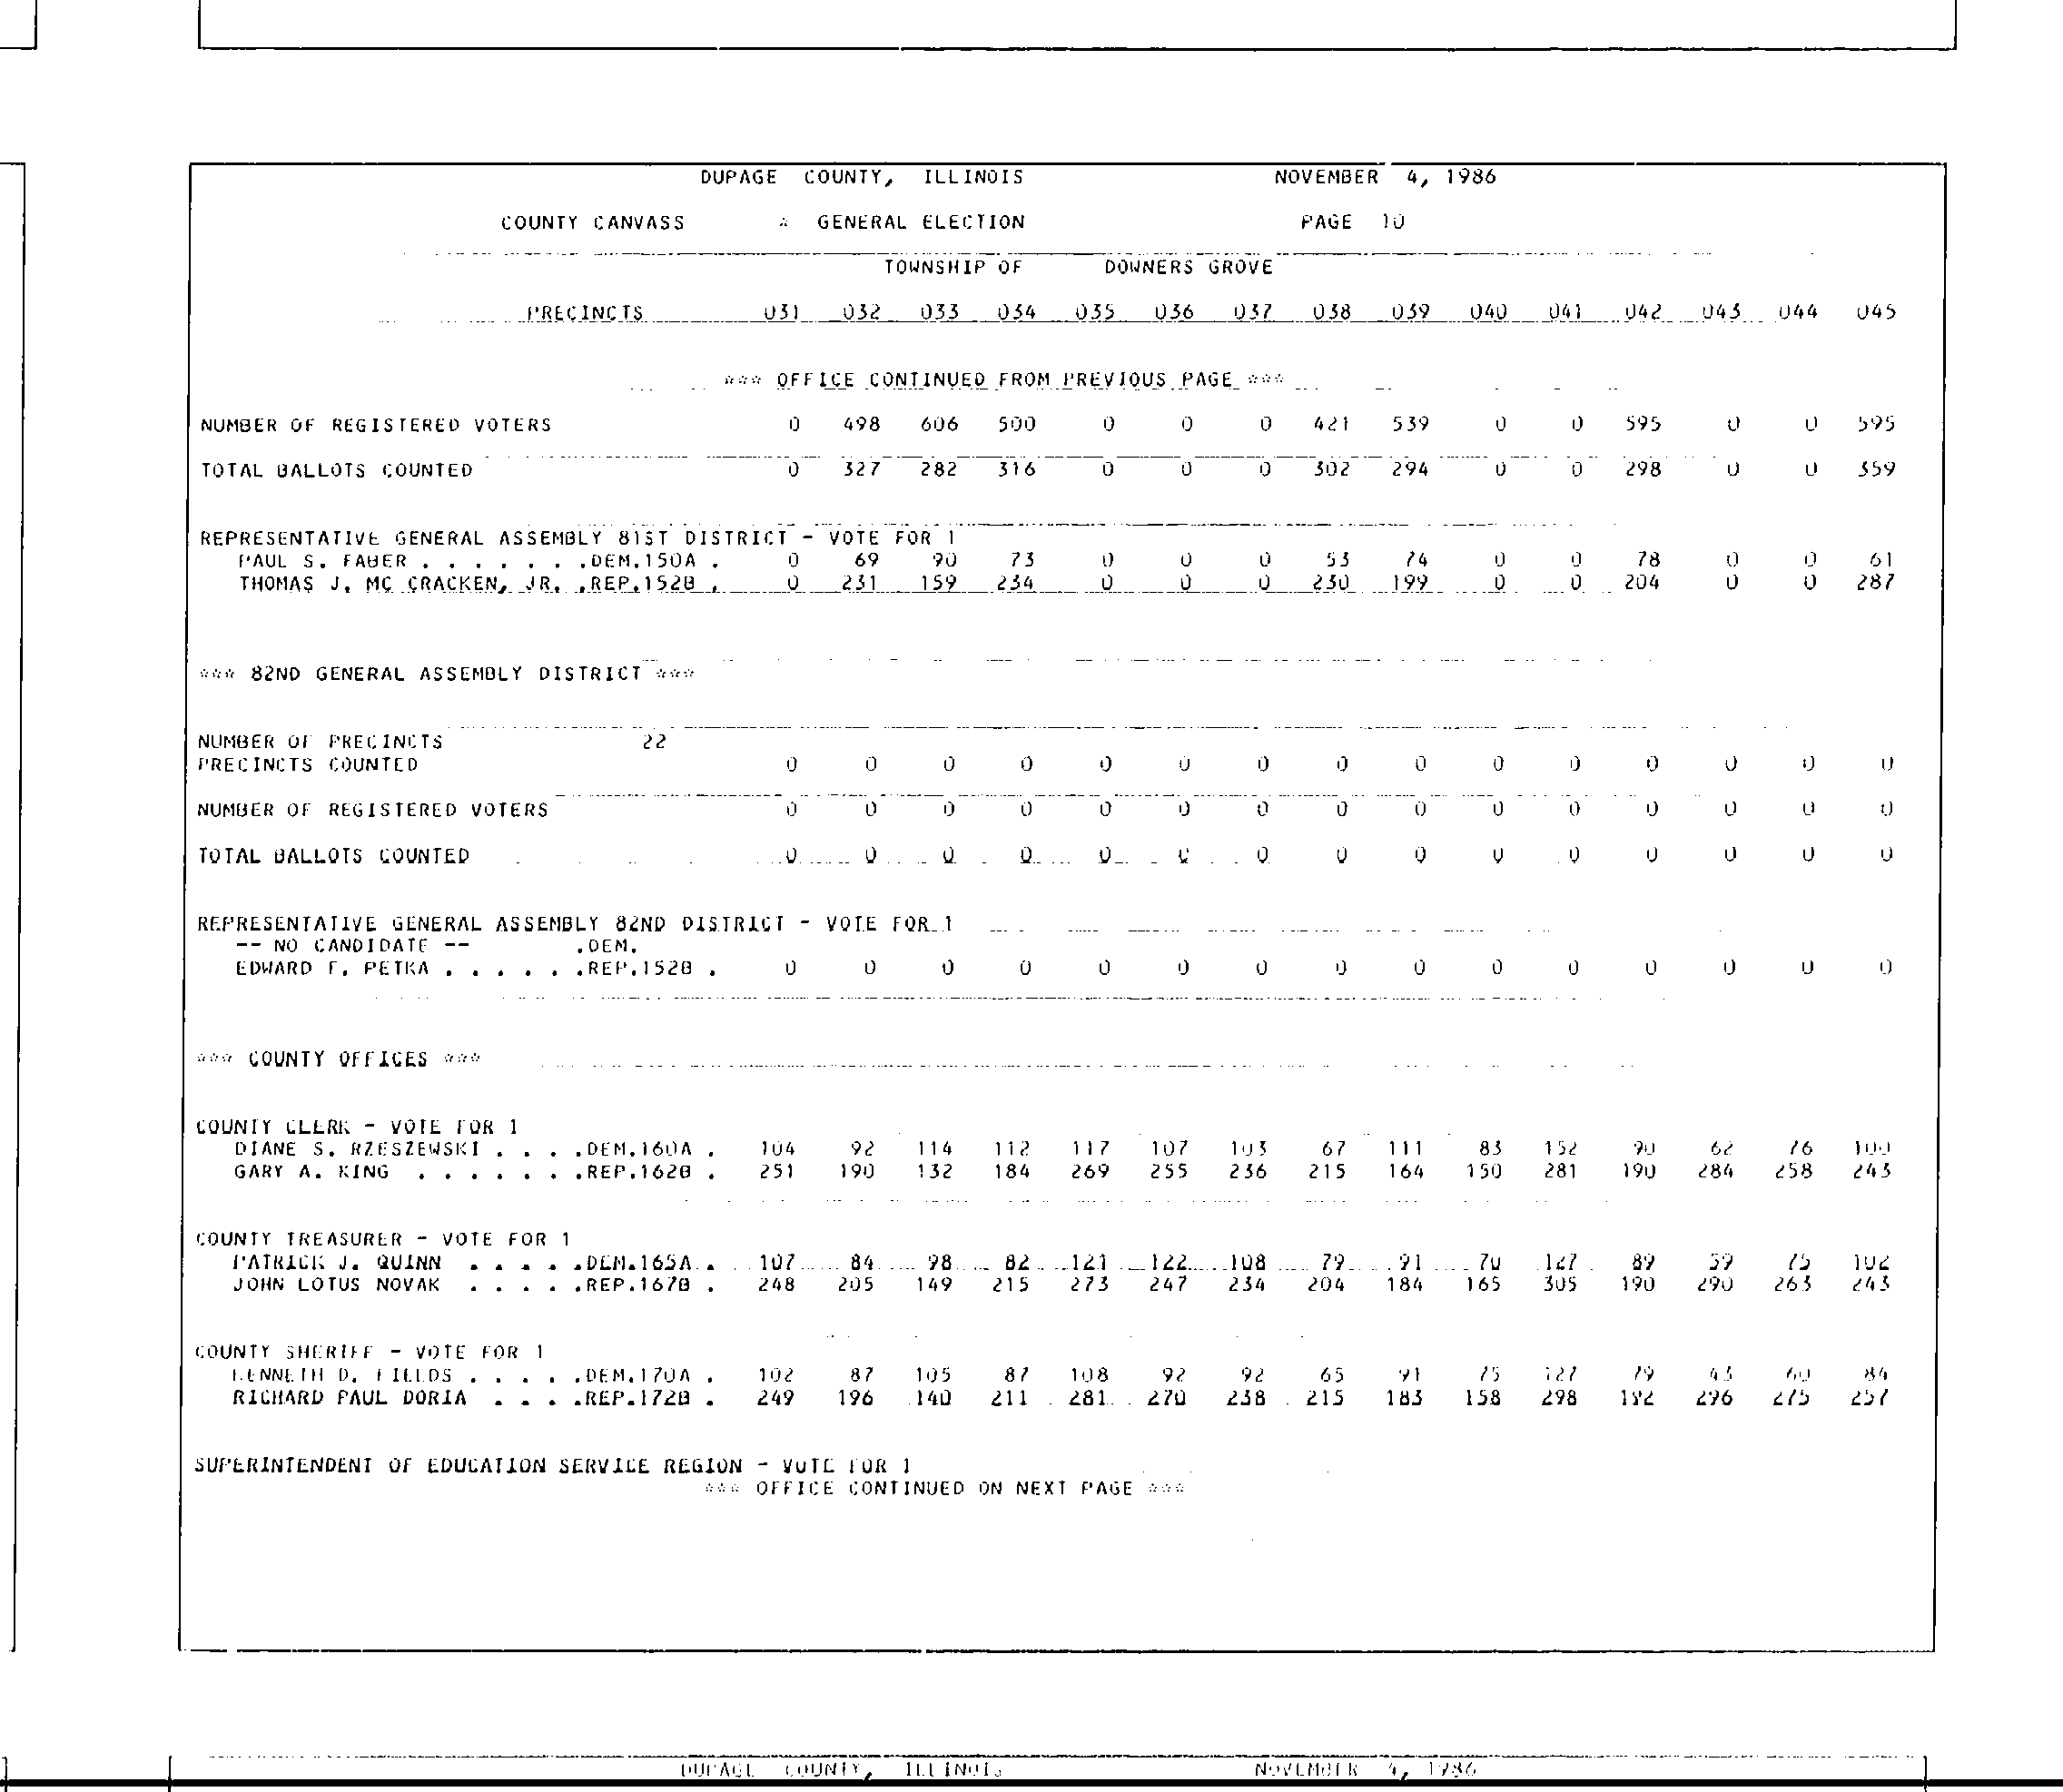 DUPAGE COUNTY, ILLINOIS NOVEMBER 4, 1986
COUNTY CANVASS * GENERAL ELECTION PAGE 10
TOWNSHIP OF DOWNERS GROVE
PRECINCTS 031 032 033 034 035 036 037 038 039 040 041 042 043 044 045
*** OFFICE CONTINUED FROM PREVIOUS PAGE ***
NUMBER OF REGISTERED VOTERS 0 498 606 500 0 0 0 421 539 0 0 595 0 0 595
TOTAL BALLOTS COUNTED 0 327 282 316 0 0 0 302 294 0 0 298 0 0 359
REPRESENTATIVE GENERAL ASSEMBLY 81ST DISTRICT - VOTE FOR 1
PAUL S. FABER . . . . . . .DEM.150A . 0 69 90 73 0 0 0 53 74 0 0 78 0 0 61
THOMAS J. MC CRACKEN, JR. .REP.152B . 0 231 159 234 0 0 0 230 199 0 0 204 0 0 287
*** 82ND GENERAL ASSEMBLY DISTRICT ***
NUMBER OF PRECINCTS 22
PRECINCTS COUNTED 0 0 0 0 0 0 0 0 0 0 0 0 0 0 0
NUMBER OF REGISTERED VOTERS 0 0 0 0 0 0 0 0 0 0 0 0 0 0 0
TOTAL BALLOTS COUNTED 0 0 0 0 0 0 0 0 0 0 0 0 0 0 0
REPRESENTATIVE GENERAL ASSEMBLY 82ND DISTRICT - VOTE FOR 1
-- NO CANDIDATE -- .DEM.
EDWARD F. PETKA . . . . . .REP.152B . 0 0 0 0 0 0 0 0 0 0 0 0 0 0 0
*** COUNTY OFFICES ***
COUNTY CLERK - VOTE FOR 1
DIANE S. RZESZEWSKI . . . .DEM.160A . 104 92 114 112 117 107 103 67 111 83 152 90 62 76 100
GARY A. KING . . . . . . .REP.162B . 251 190 132 184 269 255 236 215 164 150 281 190 284 258 243
COUNTY TREASURER - VOTE FOR 1
PATRICK J. QUINN . . . . .DEM.165A . 107 84 98 82 121 122 108 79 91 70 127 89 59 75 102
JOHN LOTUS NOVAK . . . . .REP.167B . 248 205 149 215 273 247 234 204 184 165 305 190 290 263 243
COUNTY SHERIFF - VOTE FOR 1
KENNETH D. FIELDS . . . . .DEM.170A . 102 87 105 87 108 92 92 65 91 75 127 79 43 60 84
RICHARD PAUL DORIA . . . .REP.172B . 249 196 140 211 281 270 238 215 183 158 298 192 296 275 257
SUPERINTENDENT OF EDUCATION SERVICE REGION - VOTE FOR 1
*** OFFICE CONTINUED ON NEXT PAGE ***
DUPAGE COUNTY, ILLINOIS NOVEMBER 4, 1986